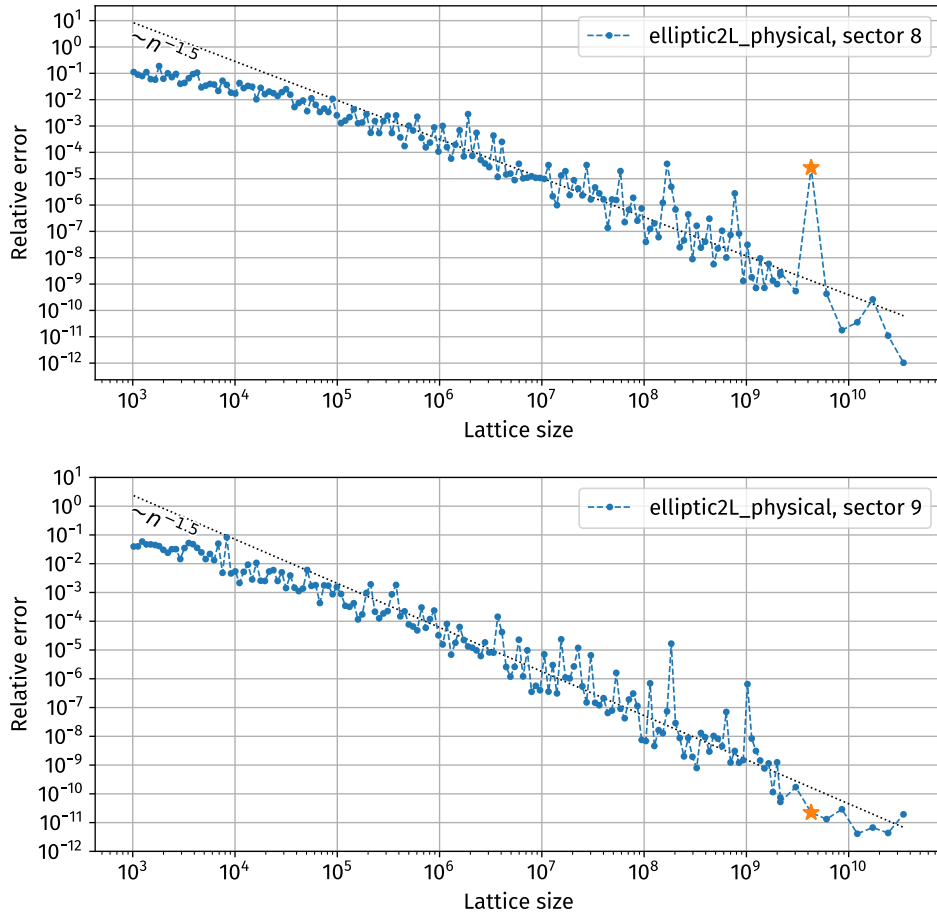 10^1
10^0
10^-1
10^-2
10^-3
10^-4
10^-5
10^-6
10^-7
10^-8
10^-9
10^-10
10^-11
10^-12
Relative error
~n^-1.5
elliptic2L_physical, sector 8
10^3 10^4 10^5 10^6 10^7 10^8 10^9 10^10
Lattice size
10^1
10^0
10^-1
10^-2
10^-3
10^-4
10^-5
10^-6
10^-7
10^-8
10^-9
10^-10
10^-11
10^-12
Relative error
~n^-1.5
elliptic2L_physical, sector 9
10^3 10^4 10^5 10^6 10^7 10^8 10^9 10^10
Lattice size